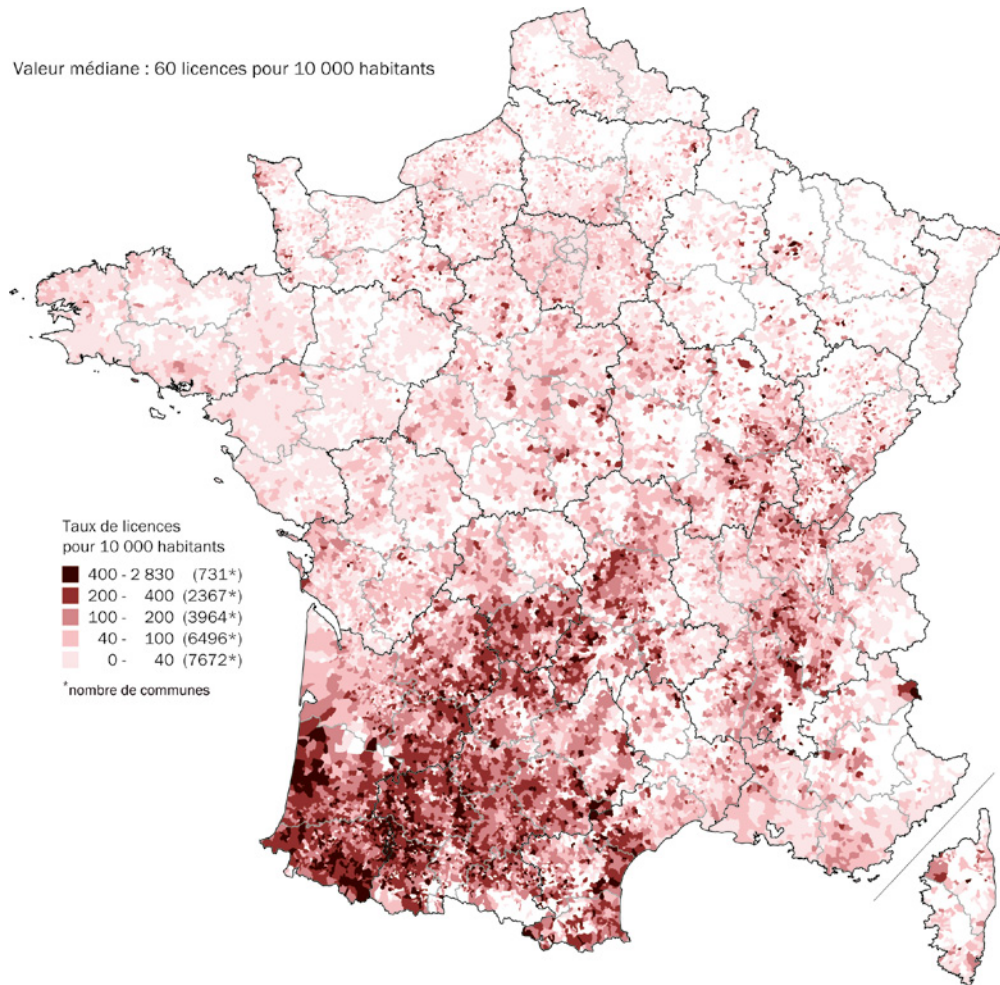 Valeur médiane : 60 licences pour 10 000 habitants
Taux de licences
pour 10 000 habitants
400 - 2 830 (731*)
200 - 400 (2367*)
100 - 200 (3964*)
40 - 100 (6496*)
0 - 40 (7672*)
*nombre de communes